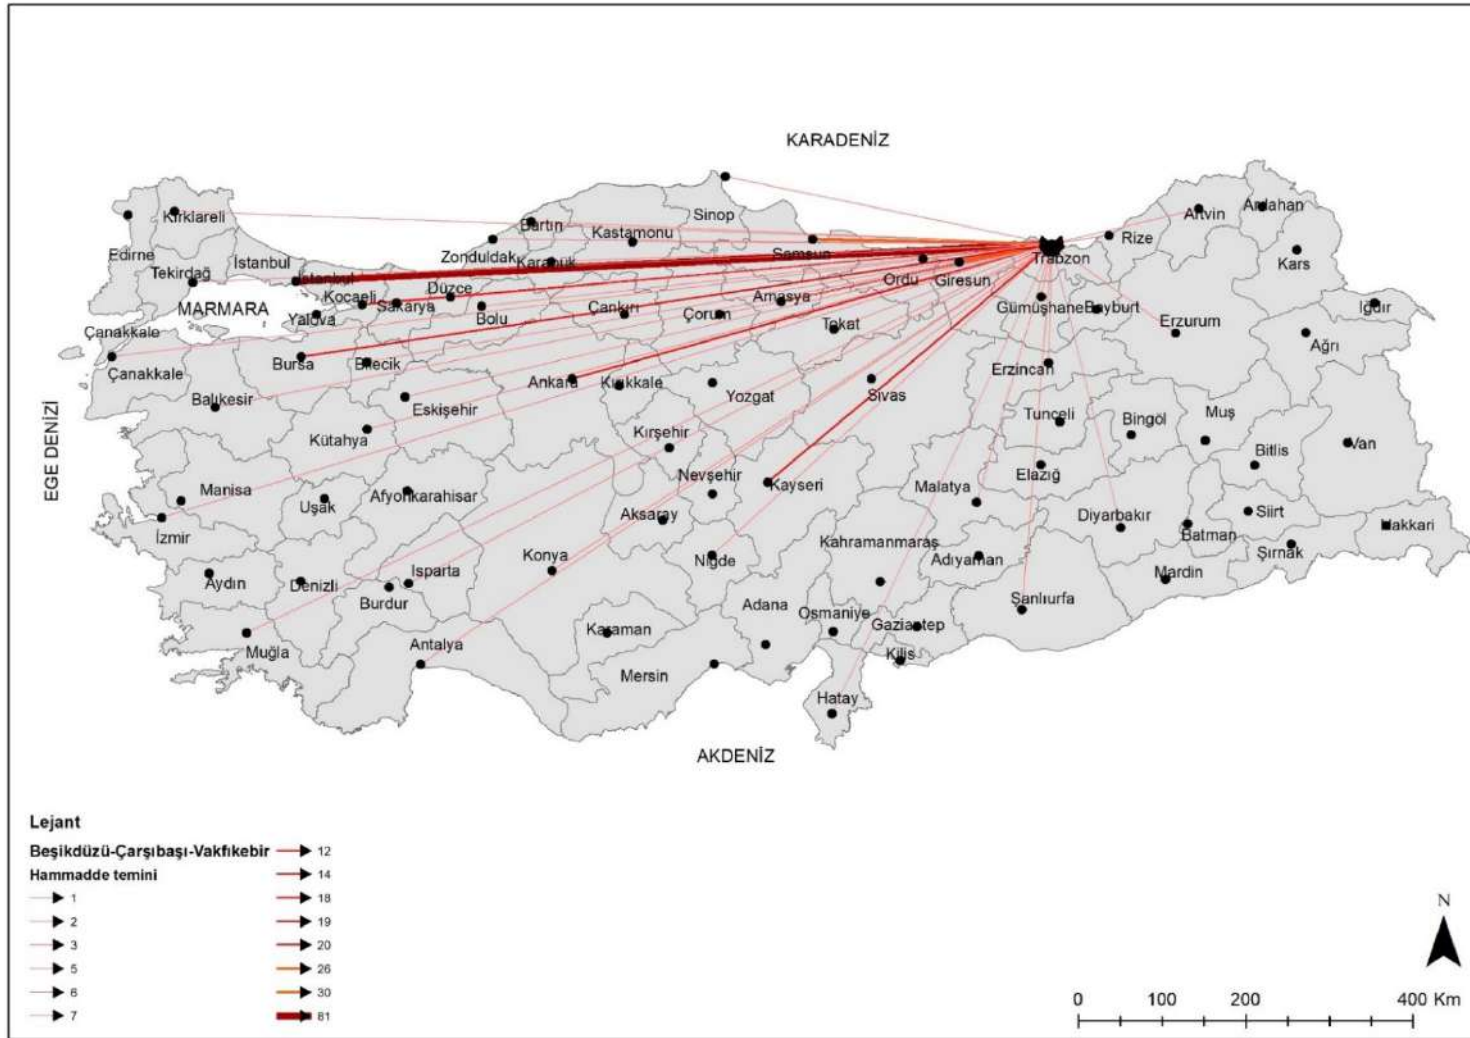 KARADENİZ
Kırklareli
Edirne
Tekirdağ
İstanbul
İstanbul
Kocaeli
MARMARA
Yalova
Sakarya
Düzce
Bolu
Zonduldak
Bartın
Karabük
Kastamonu
Sinop
Samsun
Ordu
Giresun
Trabzon
Rize
Artvin
Ardahan
Kars
Iğdır
Çanakkale
Çanakkale
Bursa
Bilecik
Çankırı
Çorum
Amasya
Tokat
Gümüşhane
Bayburt
Erzurum
Ağrı
Balıkesir
Kütahya
Eskişehir
Ankara
Kırıkkale
Yozgat
Sivas
Erzincan
Tunceli
Bingöl
Muş
Bitlis
Van
EGE DENİZİ
Manisa
İzmir
Uşak
Afyonkarahisar
Kırşehir
Nevşehir
Aksaray
Kayseri
Malatya
Elazığ
Diyarbakır
Batman
Siirt
Şırnak
Hakkari
Aydın
Denizli
Burdur
Isparta
Konya
Niğde
Kahramanmaraş
Adıyaman
Mardin
Muğla
Antalya
Karaman
Mersin
Adana
Osmaniye
Gaziantep
Kilis
Şanlıurfa
Hatay
AKDENİZ
Lejant
Beşikdüzü-Çarşıbaşı-Vakfıkebir
Hammadde temini
1
2
3
5
6
7
12
14
18
19
20
26
30
81
N
0 100 200 400 Km